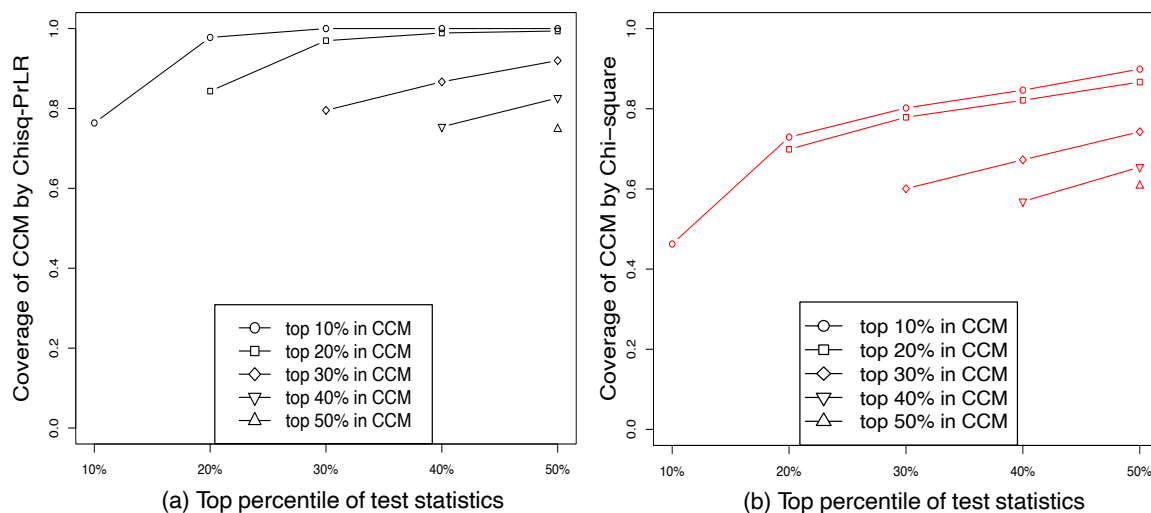 Coverage of CCM by Chisq-PrLR
1.0
0.8
0.6
0.4
0.2
0.0
top 10% in CCM
top 20% in CCM
top 30% in CCM
top 40% in CCM
top 50% in CCM
10%
20%
30%
40%
50%
(a) Top percentile of test statistics
Coverage of CCM by Chi−square
1.0
0.8
0.6
0.4
0.2
0.0
top 10% in CCM
top 20% in CCM
top 30% in CCM
top 40% in CCM
top 50% in CCM
10%
20%
30%
40%
50%
(b) Top percentile of test statistics